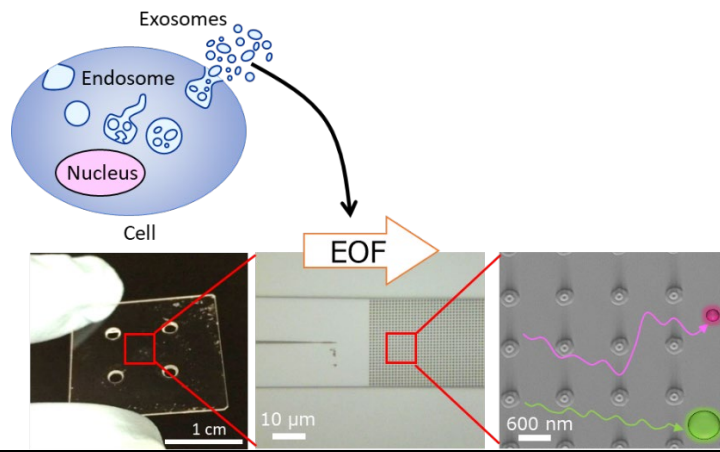 Exosomes
Endosome
Nucleus
Cell
EOF
1 cm
10 μm
600 nm